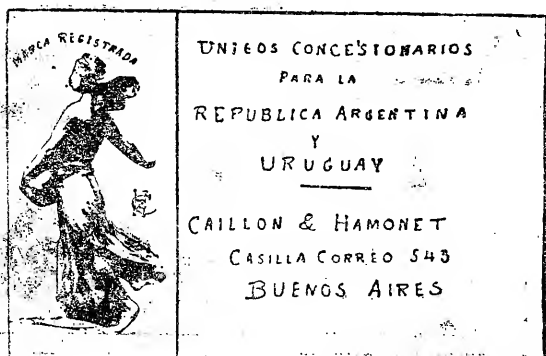 MARCA REGISTRADA
UNICOS CONCESIONARIOS
PARA LA
REPUBLICA ARGENTINA
Y
URUGUAY
CAILLON & HAMONET
CASILLA CORREO 543
BUENOS AIRES